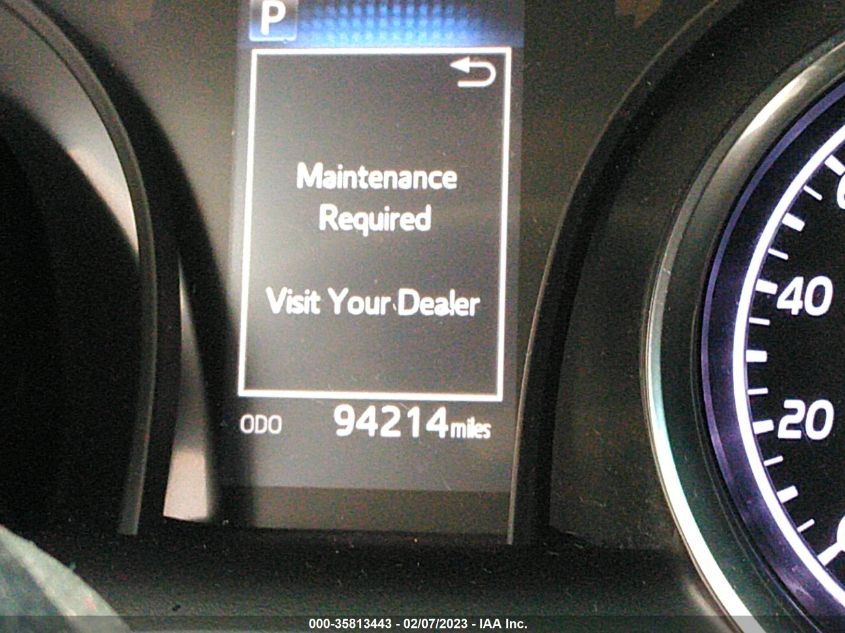 P
Maintenance
Required
Visit Your Dealer
ODO 94214 miles
40
20
000-35813443 - 02/07/2023 - IAA Inc.